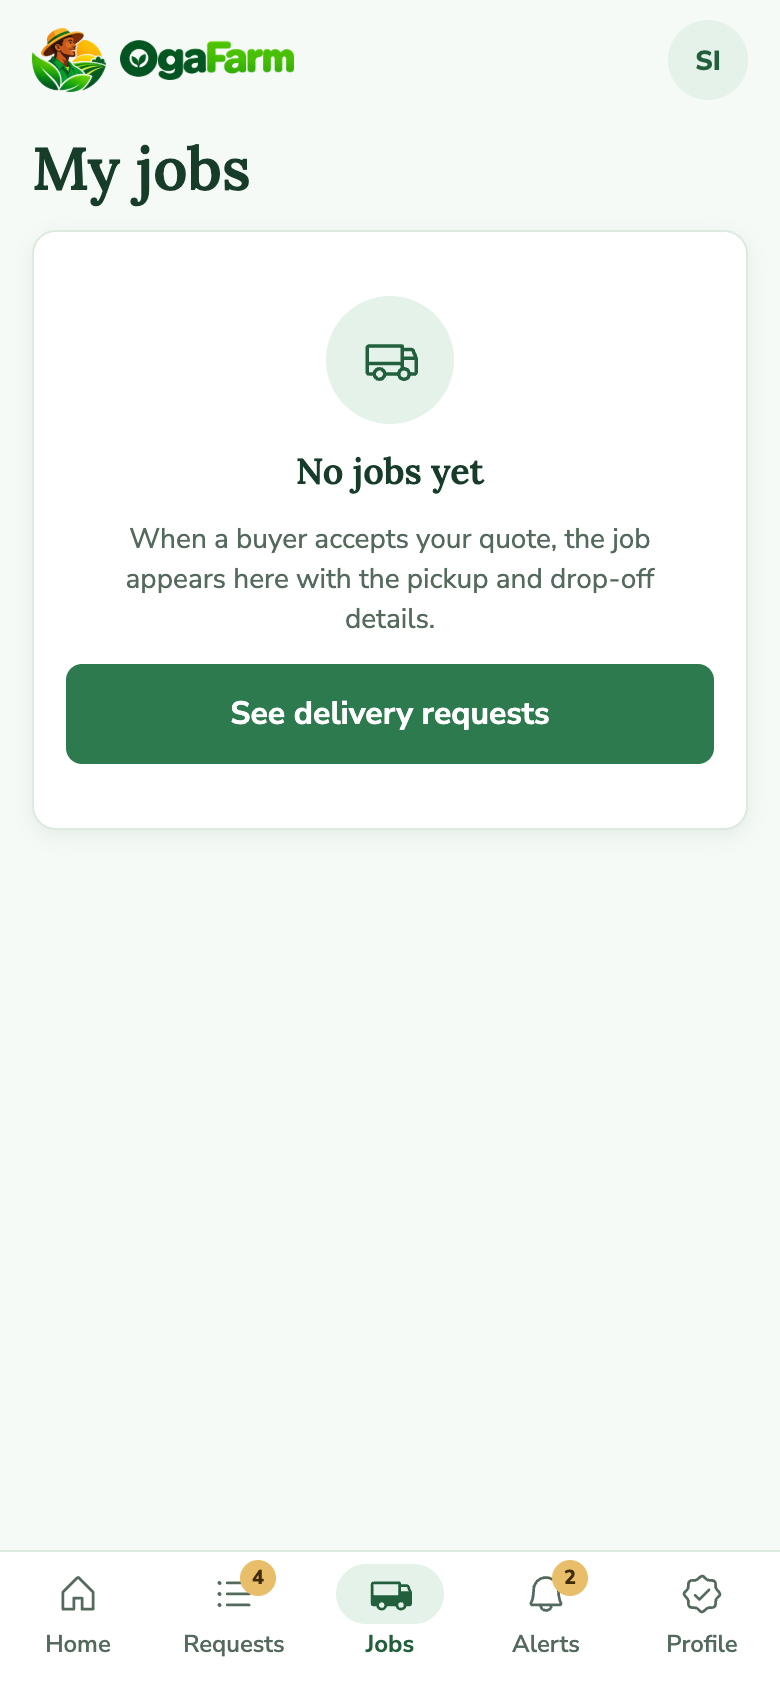 OgaFarm
SI
My jobs
No jobs yet
When a buyer accepts your quote, the job
appears here with the pickup and drop-off
details.
See delivery requests
4
2
Home
Requests
Jobs
Alerts
Profile